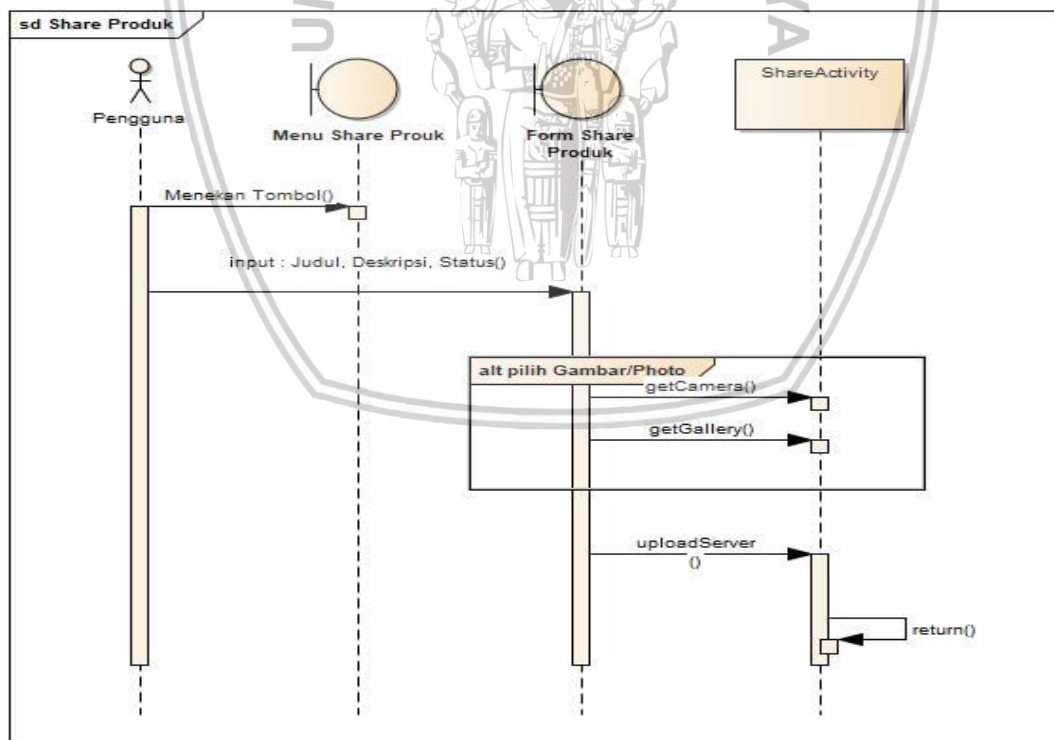 sd Share Produk
Pengguna
Menu Share Prouk
Form Share
Produk
ShareActivity
Menekan Tombol()
input : Judul, Deskripsi, Status()
alt pilih Gambar/Photo
getCamera()
getGallery()
uploadServer
()
return()